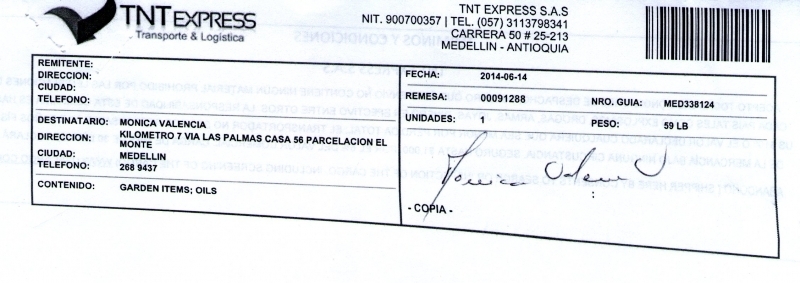 TNT EXPRESS
Transporte & Logística
TNT EXPRESS S.A.S
NIT. 900700357 | TEL. (057) 3113798341
CARRERA 50 # 25-213
MEDELLIN - ANTIOQUIA
REMITENTE:
DIRECCION:
CIUDAD:
TELEFONO:
DESTINATARIO: MONICA VALENCIA
DIRECCION: KILOMETRO 7 VIA LAS PALMAS CASA 56 PARCELACION EL
MONTE
CIUDAD: MEDELLIN
TELEFONO: 268 9437
CONTENIDO: GARDEN ITEMS; OILS
FECHA: 2014-06-14
REMESA: 00091288 NRO. GUIA: MED338124
UNIDADES: 1 PESO: 59 LB
Monica Valencia
- COPIA -